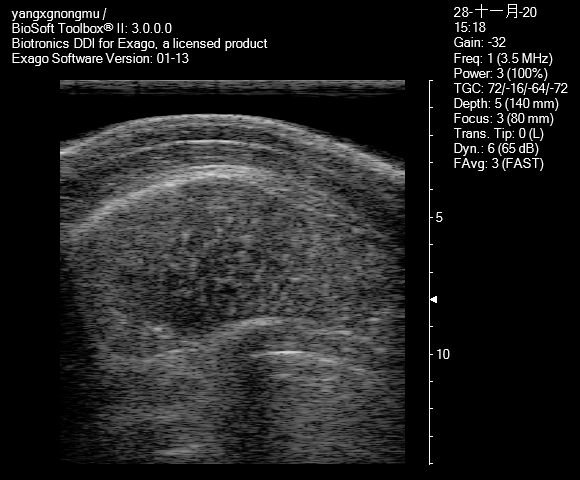 yangxgnongmu /
BioSoft Toolbox® II: 3.0.0.0
Biotronics DDI for Exago, a licensed product
Exago Software Version: 01-13
28-十一月-20
15:18
Gain: -32
Freq: 1 (3.5 MHz)
Power: 3 (100%)
TGC: 72/-16/-64/-72
Depth: 5 (140 mm)
Focus: 3 (80 mm)
Trans. Tip: 0 (L)
Dyn.: 6 (65 dB)
FAvg: 3 (FAST)
5
10